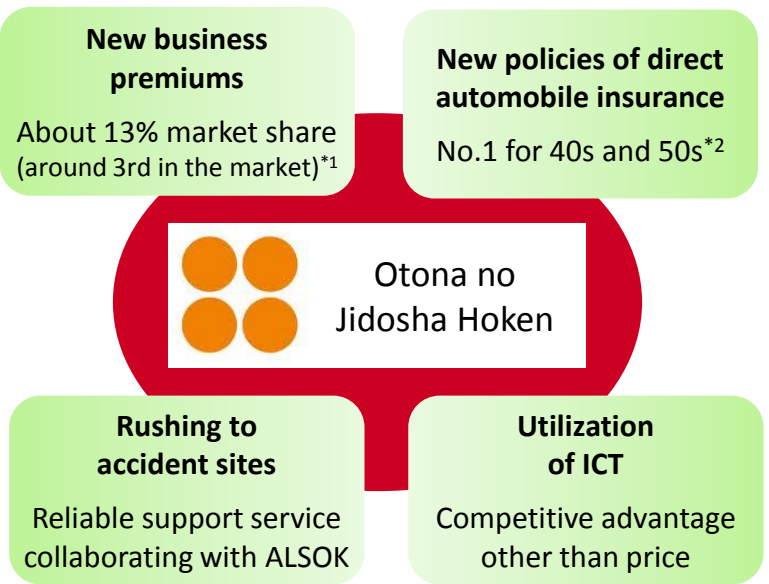 New business
premiums
About 13% market share
(around 3rd in the market)*1
New policies of direct
automobile insurance
No.1 for 40s and 50s*2
Otona no
Jidosha Hoken
Rushing to
accident sites
Reliable support service
collaborating with ALSOK
Utilization
of ICT
Competitive advantage
other than price